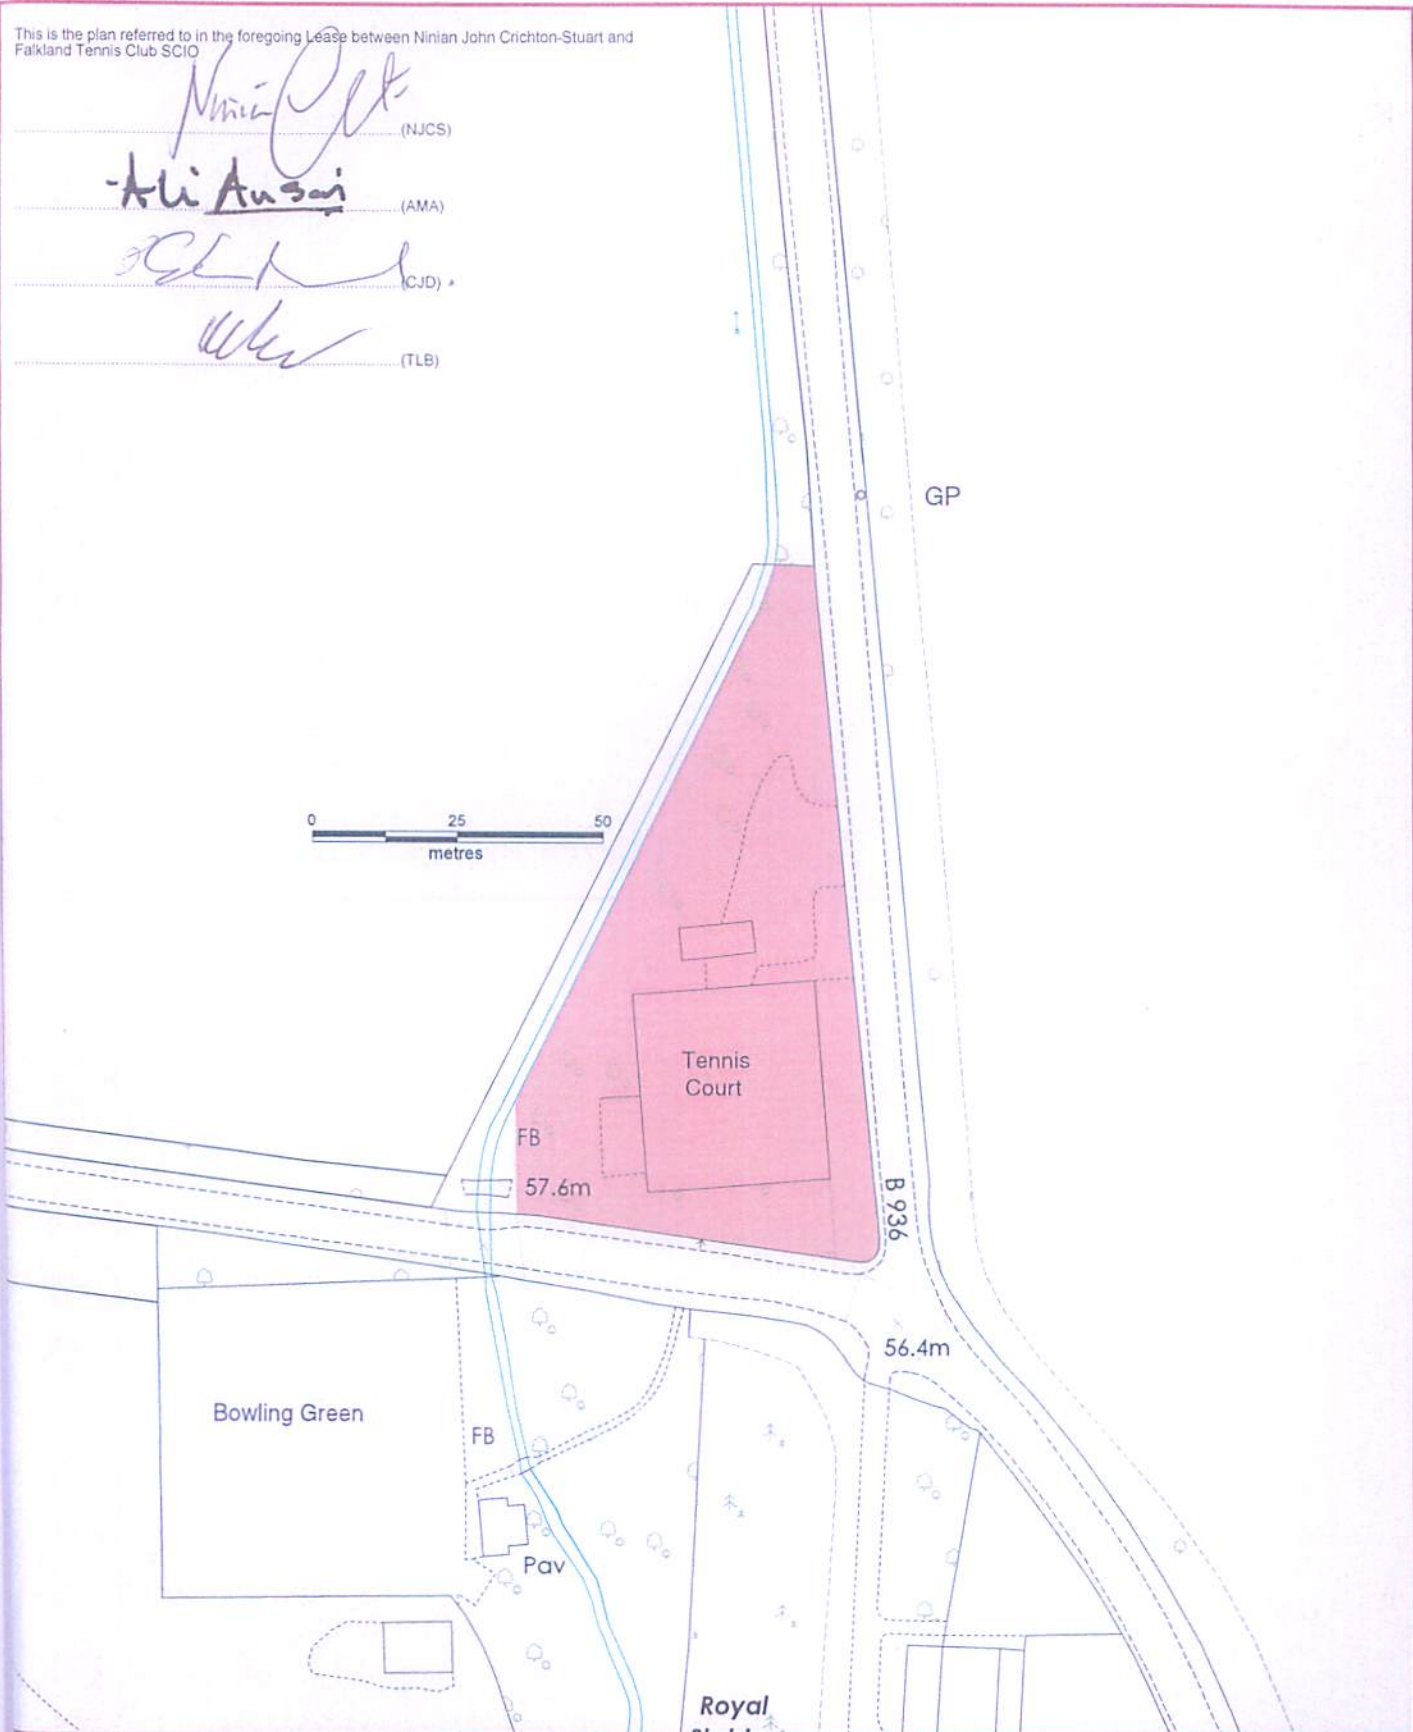 This is the plan referred to in the foregoing Lease between Ninian John Crichton-Stuart and
Falkland Tennis Club SCIO
(NJCS)
Ali Ansari
(AMA)
(CJD)
(TLB)
GP
0 25 50
metres
Tennis
Court
FB
57.6m
B 936
56.4m
Bowling Green
FB
Pav
Royal